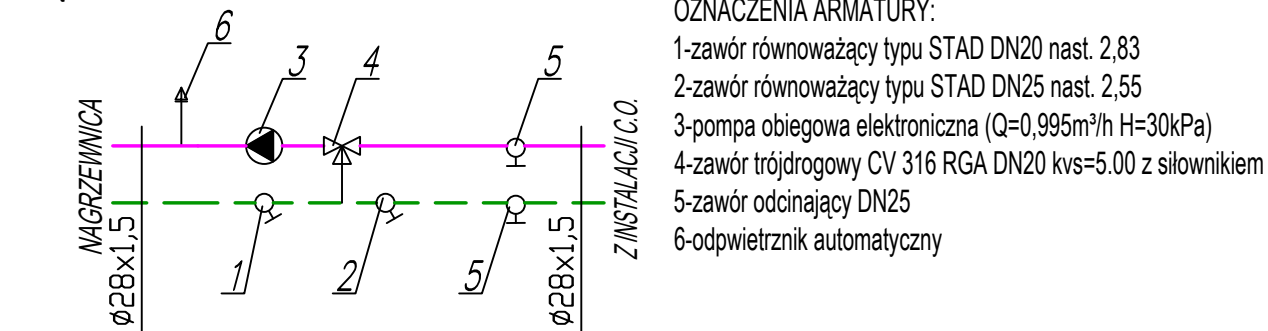 6
3
4
5
NAGRZEWNICA
Z INSTALACJI C.O.
1
2
5
ø28x1,5
ø28x1,5
OZNACZENIA ARMATURY:
1-zawór równoważący typu STAD DN20 nast. 2,83
2-zawór równoważący typu STAD DN25 nast. 2,55
3-pompa obiegowa elektroniczna (Q=0,995m³/h H=30kPa)
4-zawór trójdrogowy CV 316 RGA DN20 kvs=5.00 z siłownikiem
5-zawór odcinający DN25
6-odpwietrznik automatyczny